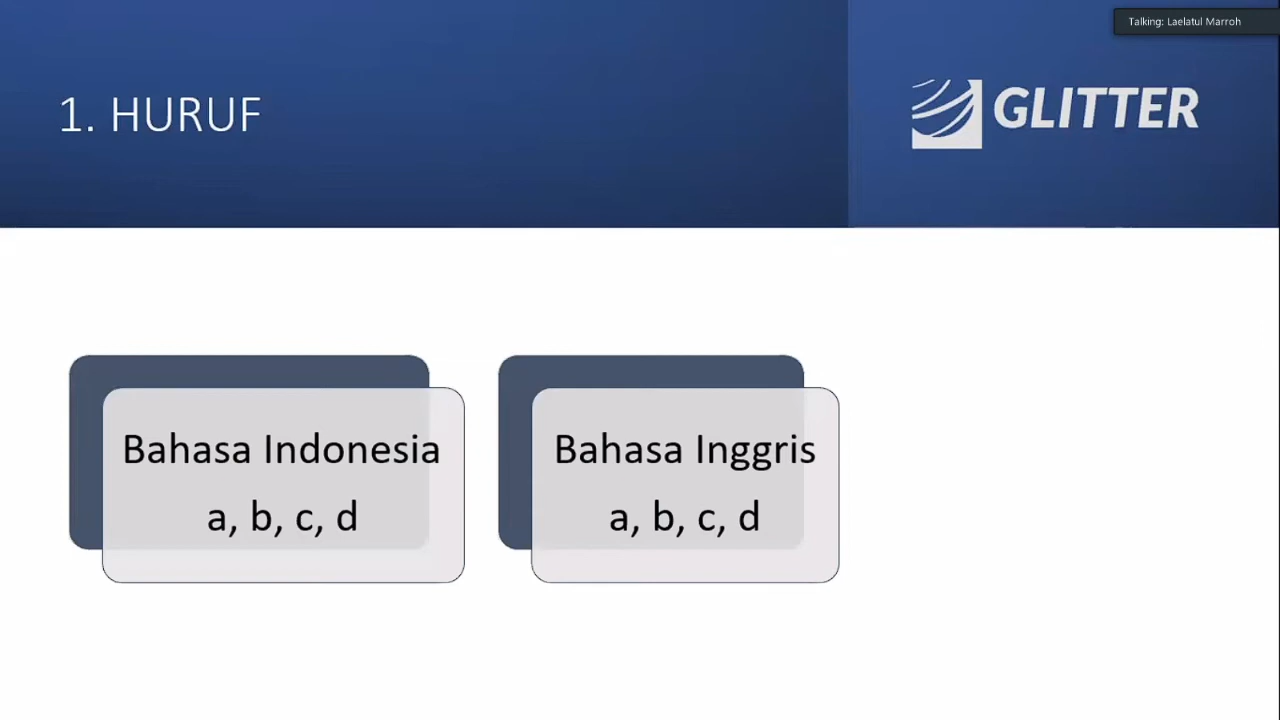 Talking: Laelatul Marroh
1. HURUF
GLITTER
Bahasa Indonesia
a, b, c, d
Bahasa Inggris
a, b, c, d